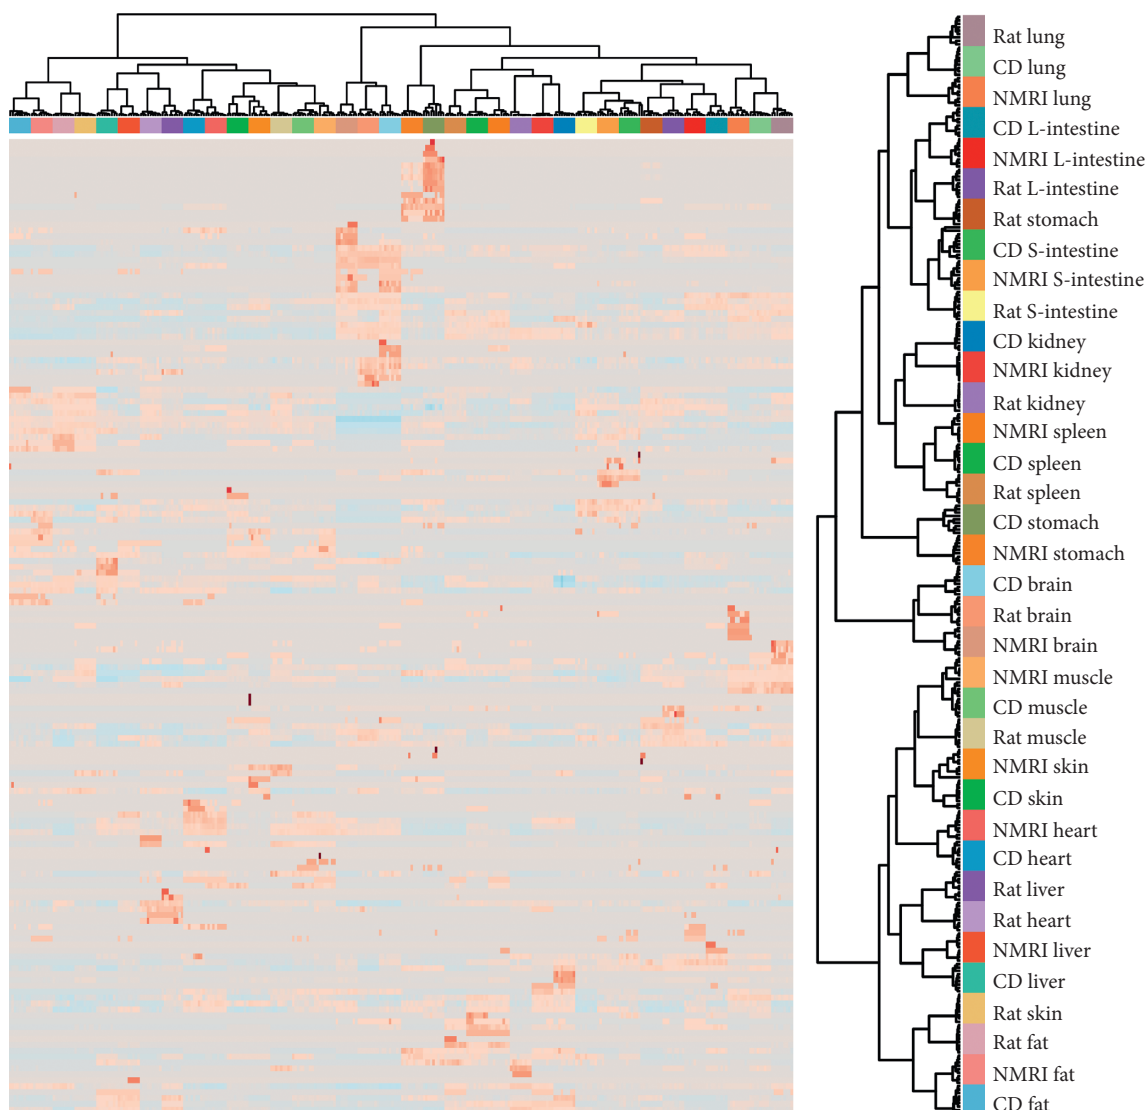 Rat lung
CD lung
NMRI lung
CD L-intestine
NMRI L-intestine
Rat L-intestine
Rat stomach
CD S-intestine
NMRI S-intestine
Rat S-intestine
CD kidney
NMRI kidney
Rat kidney
NMRI spleen
CD spleen
Rat spleen
CD stomach
NMRI stomach
CD brain
Rat brain
NMRI brain
NMRI muscle
CD muscle
Rat muscle
NMRI skin
CD skin
NMRI heart
CD heart
Rat liver
Rat heart
NMRI liver
CD liver
Rat skin
Rat fat
NMRI fat
CD fat